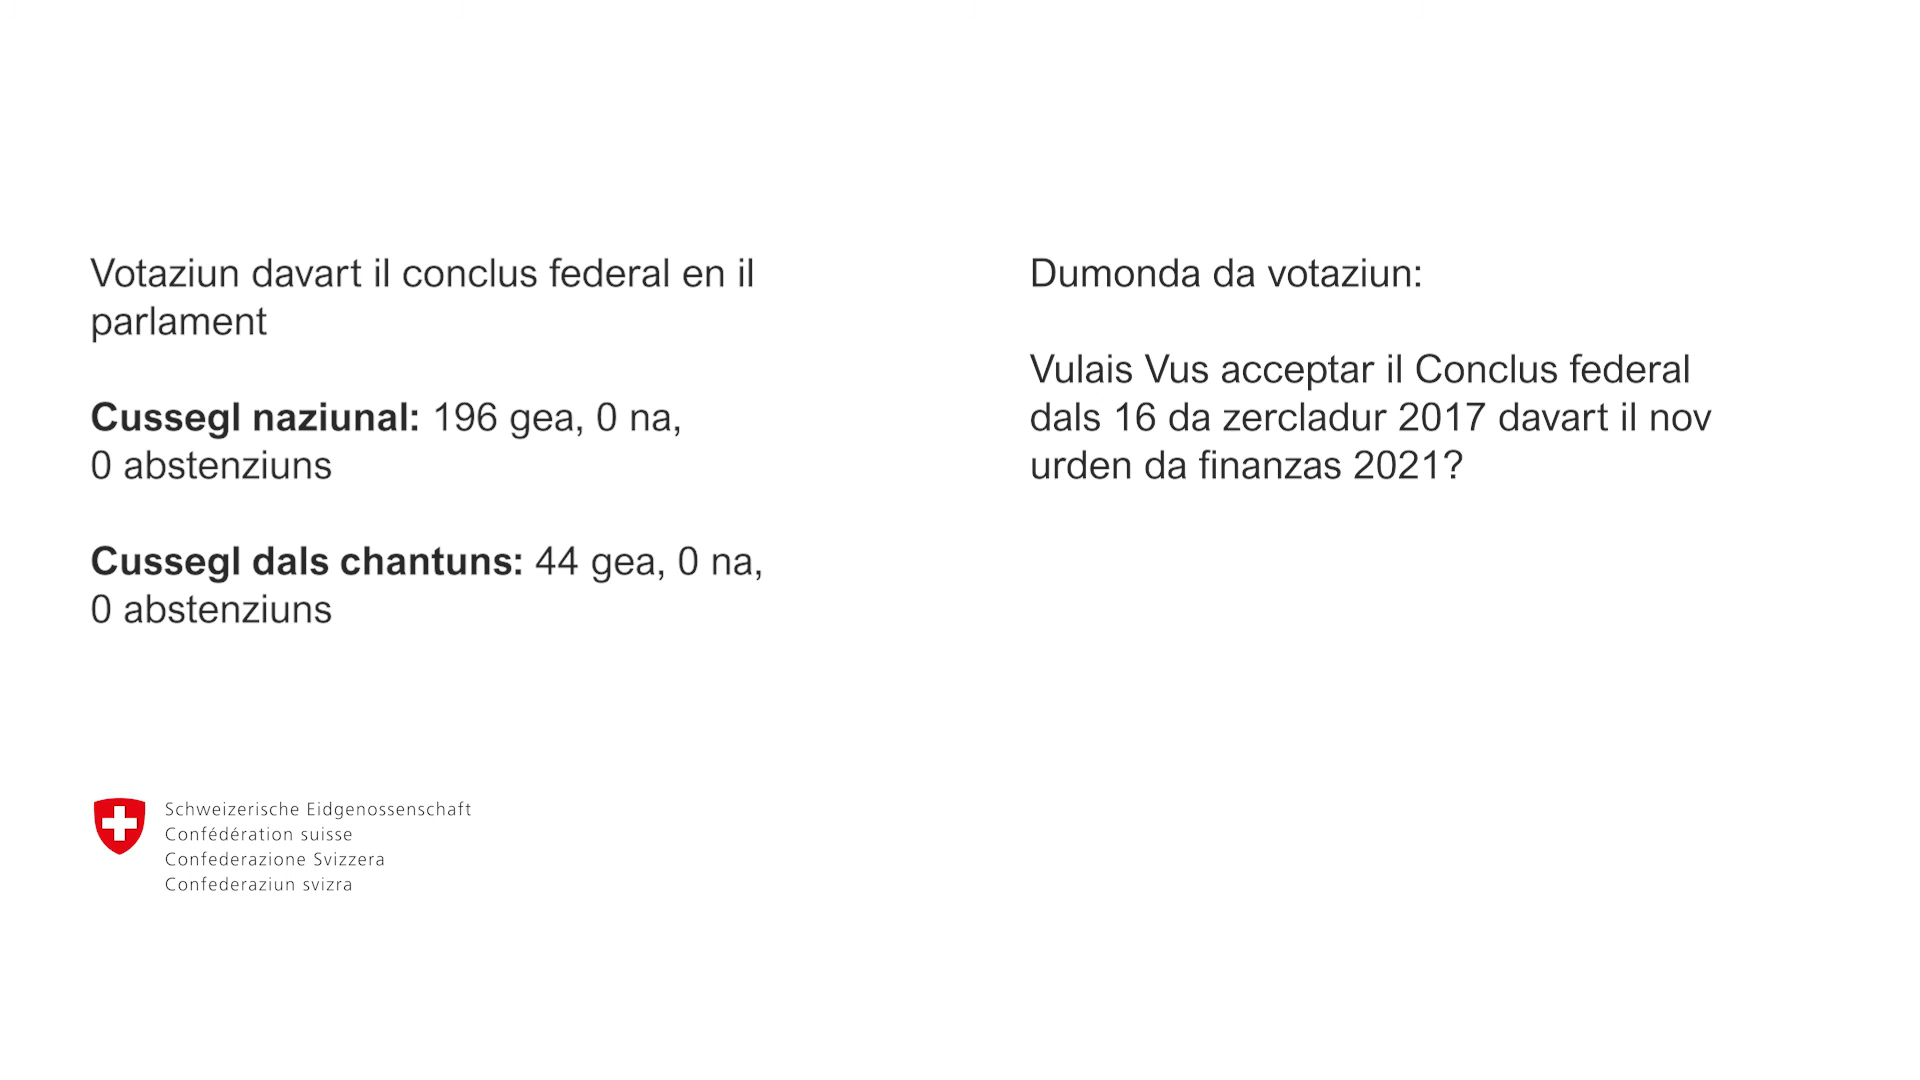 Votaziun davart il conclus federal en il
parlament
Cussegl naziunal: 196 gea, 0 na,
0 abstenziuns
Cussegl dals chantuns: 44 gea, 0 na,
0 abstenziuns
Dumonda da votaziun:
Vulais Vus acceptar il Conclus federal
dals 16 da zercladur 2017 davart il nov
urden da finanzas 2021?
Schweizerische Eidgenossenschaft
Confédération suisse
Confederazione Svizzera
Confederaziun svizra